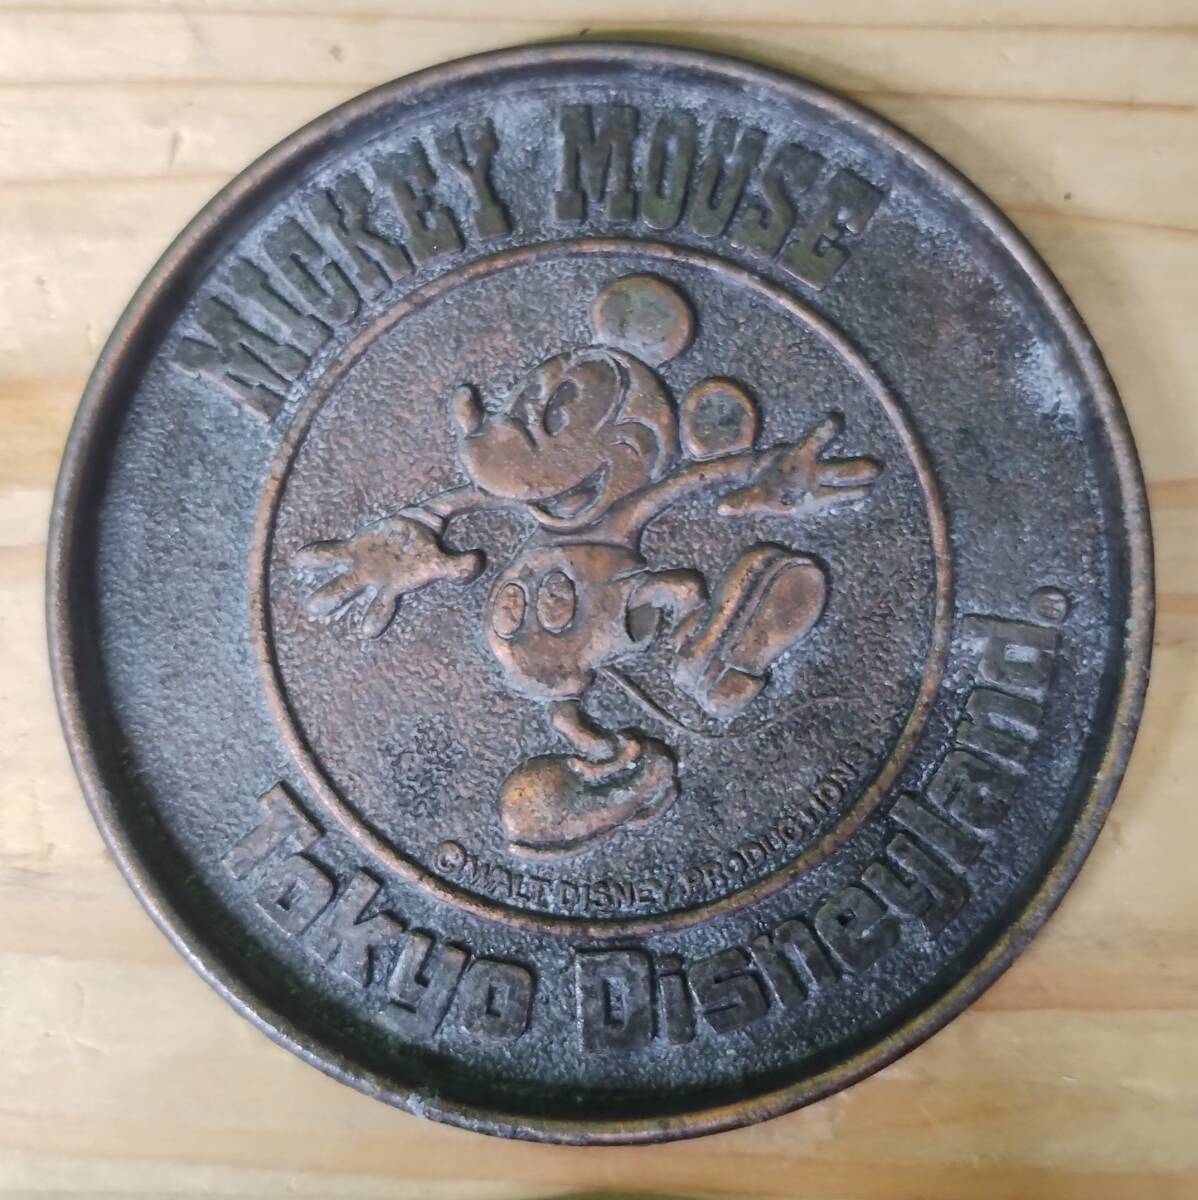 MICKEY MOUSE
© WALT DISNEY PRODUCTIONS
Tokyo Disneyland.